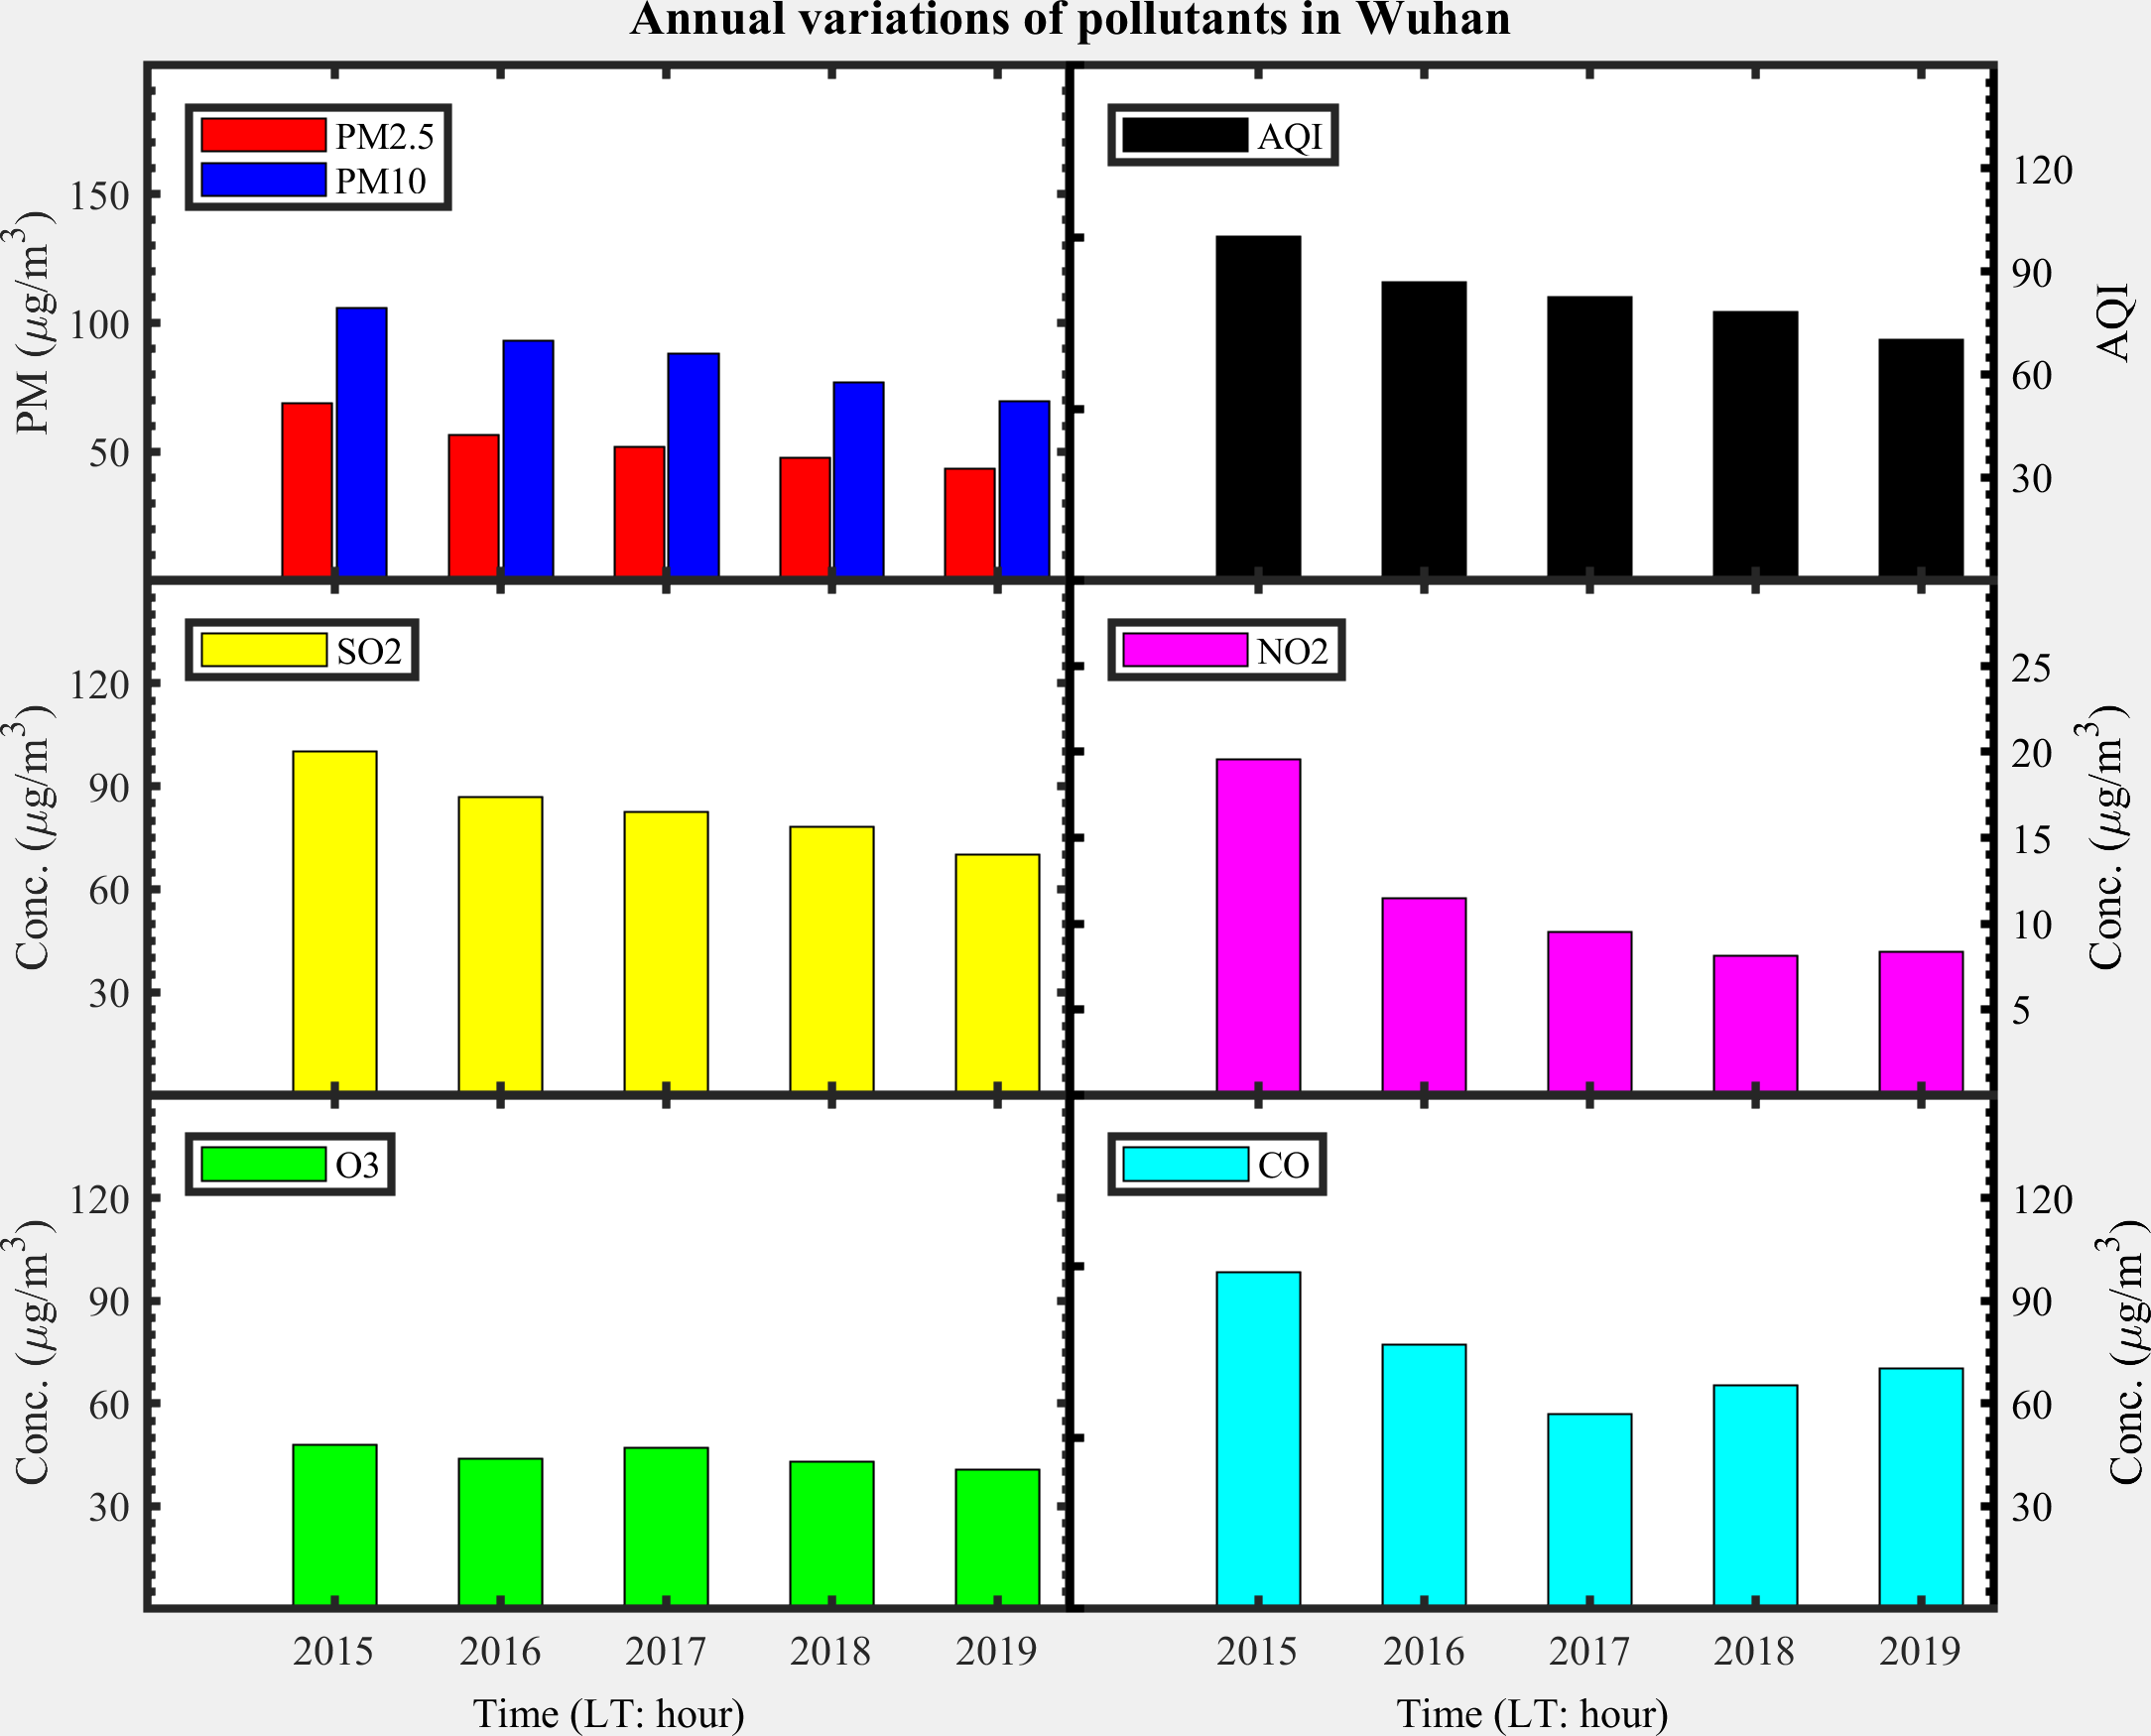 Annual variations of pollutants in Wuhan
PM2.5
PM10
150
100
50
PM (μg/m³)
AQI
120
90
60
30
AQI
SO2
120
90
60
30
Conc. (μg/m³)
NO2
25
20
15
10
5
Conc. (μg/m³)
O3
120
90
60
30
Conc. (μg/m³)
CO
120
90
60
30
Conc. (μg/m³)
2015 2016 2017 2018 2019
Time (LT: hour)
2015 2016 2017 2018 2019
Time (LT: hour)